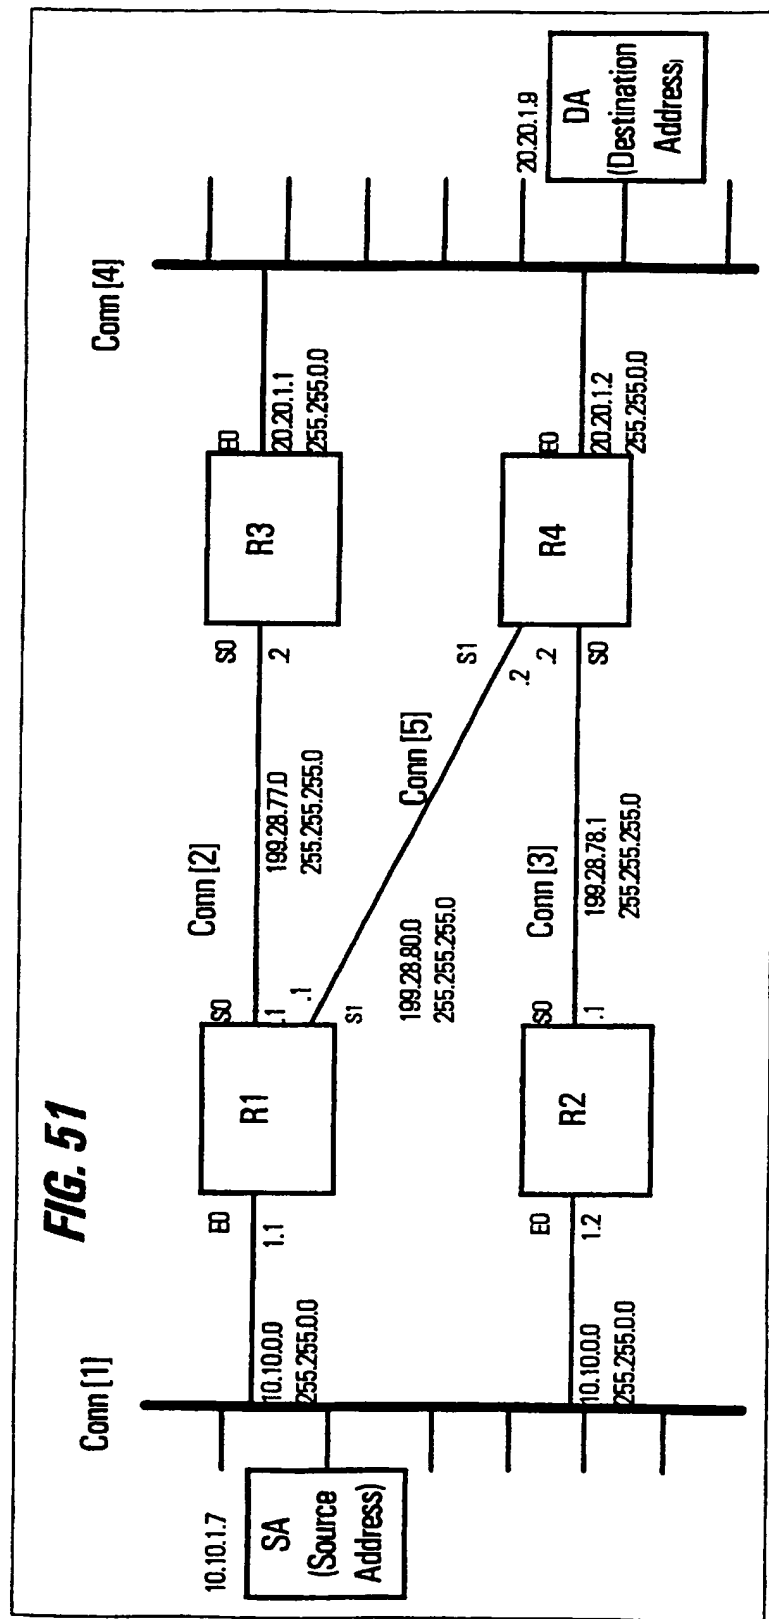 FIG. 51
Conn [1]
10.10.1.7
SA
(Source
Address)
10.10.0.0
255.255.0.0
E0
1.1
R1
S0
.1
.1
S1
Conn [2]
199.28.77.0
255.255.255.0
S0
.2
R3
E0
20.20.1.1
255.255.0.0
Conn [4]
199.28.80.0
255.255.255.0
Conn [5]
S1
.2
.2
S0
R4
E0
20.20.1.2
255.255.0.0
10.10.0.0
255.255.0.0
E0
1.2
R2
S0
.1
Conn [3]
199.28.78.1
255.255.255.0
20.20.1.9
DA
(Destination
Address)